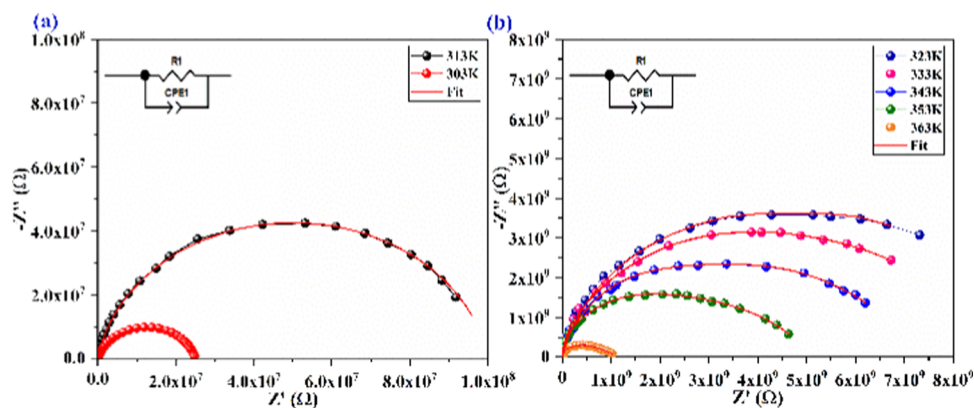 (a)
1.0x10⁸
8.0x10⁷
6.0x10⁷
4.0x10⁷
2.0x10⁷
0.0
-Z'' (Ω)
R1
CPE1
313K
303K
Fit
0.0 2.0x10⁷ 4.0x10⁷ 6.0x10⁷ 8.0x10⁷ 1.0x10⁸
Z' (Ω)
(b)
8x10⁹
7x10⁹
6x10⁹
5x10⁹
4x10⁹
3x10⁹
2x10⁹
1x10⁹
0
-Z'' (Ω)
R1
CPE1
323K
333K
343K
353K
363K
Fit
0 1x10⁹ 2x10⁹ 3x10⁹ 4x10⁹ 5x10⁹ 6x10⁹ 7x10⁹ 8x10⁹
Z' (Ω)